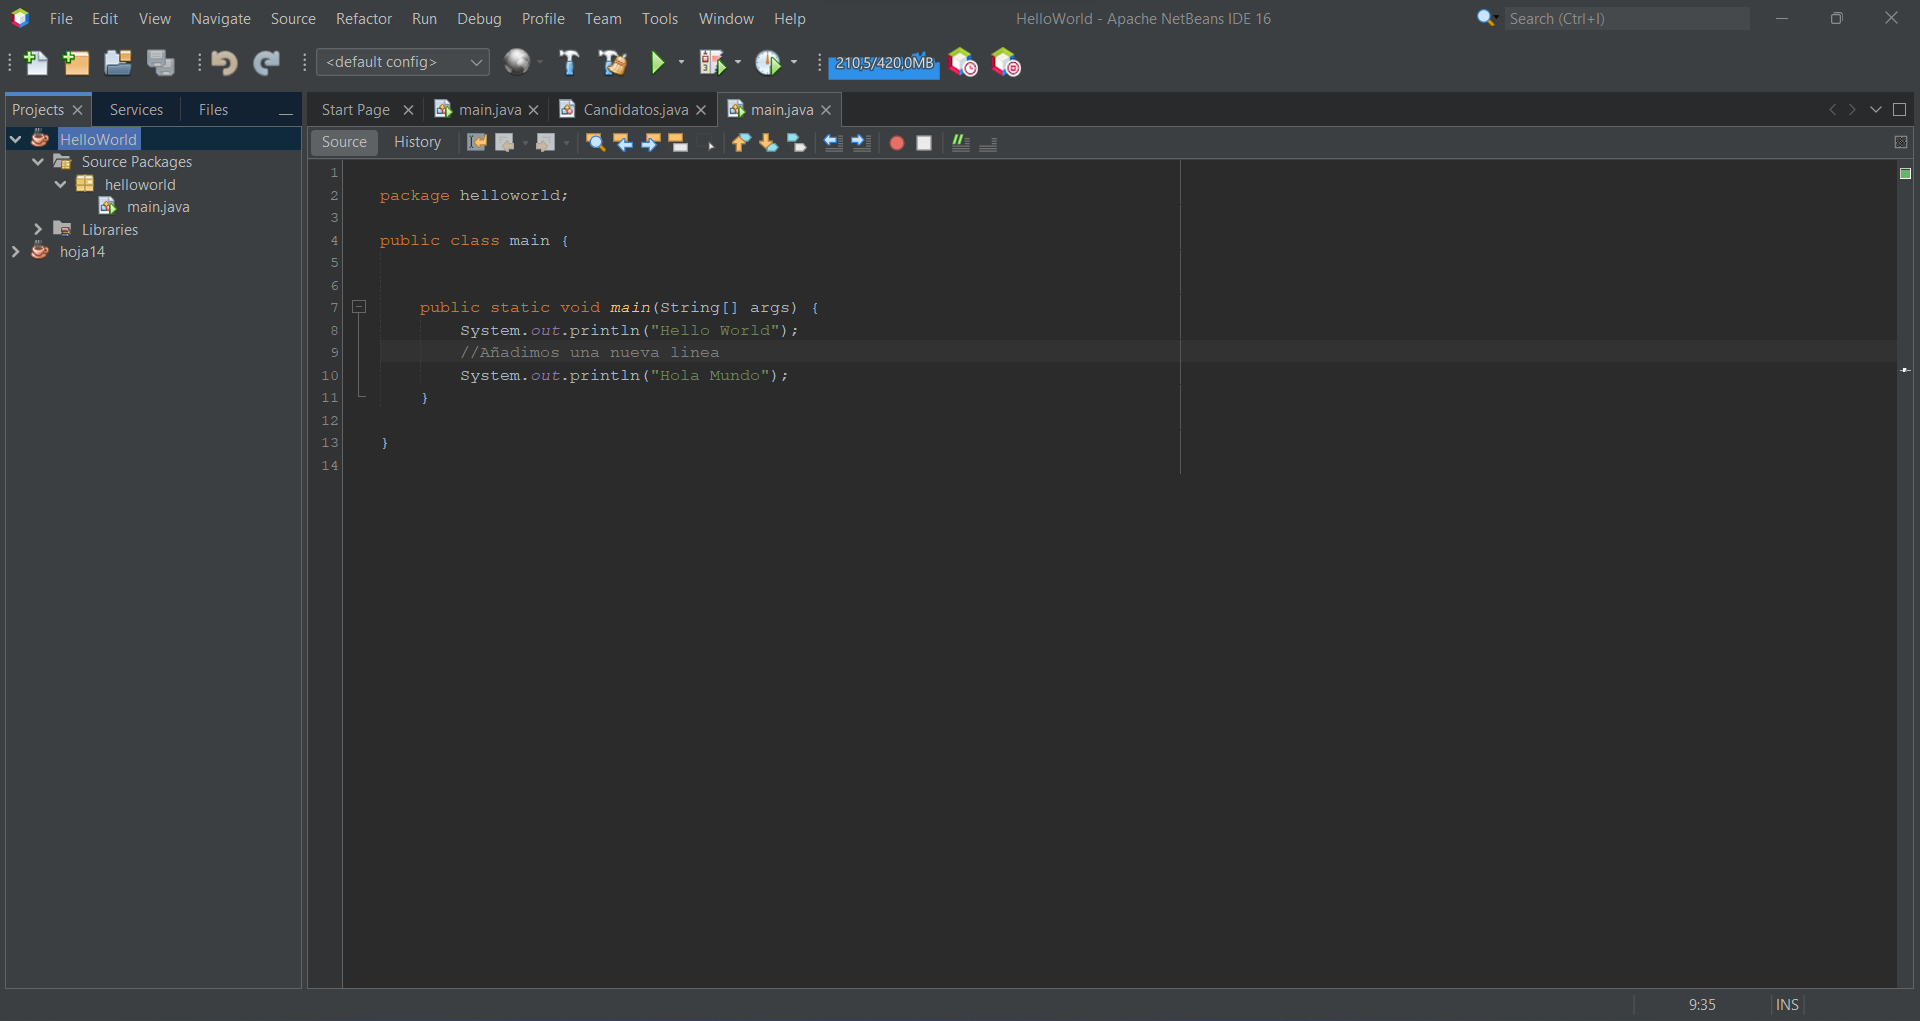 File Edit View Navigate Source Refactor Run Debug Profile Team Tools Window Help HelloWorld - Apache NetBeans IDE 16 Search (Ctrl+I)
<default config> 210,5/420,0MB
Projects Services Files Start Page main.java Candidatos.java main.java
Source History
HelloWorld
Source Packages
helloworld
main.java
Libraries
hoja14
1
2 package helloworld;
3
4 public class main {
5
6
7 public static void main(String[] args) {
8 System.out.println("Hello World");
9 //Añadimos una nueva linea
10 System.out.println("Hola Mundo");
11 }
12
13 }
14
9:35 INS